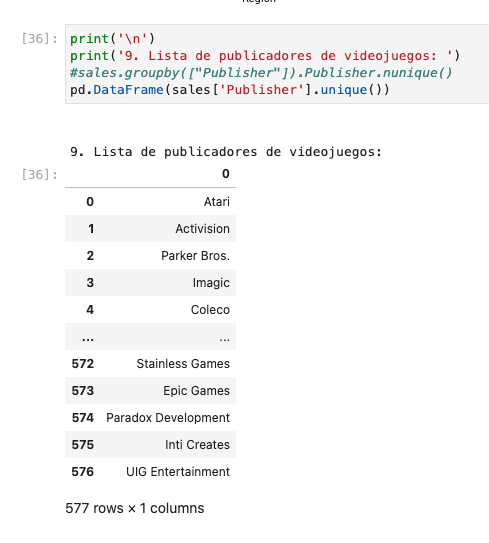 Region
[36]: print('\n')
print('9. Lista de publicadores de videojuegos: ')
#sales.groupby(["Publisher"]).Publisher.nunique()
pd.DataFrame(sales['Publisher'].unique())
9. Lista de publicadores de videojuegos:
[36]: 0
0 Atari
1 Activision
2 Parker Bros.
3 Imagic
4 Coleco
... ...
572 Stainless Games
573 Epic Games
574 Paradox Development
575 Inti Creates
576 UIG Entertainment
577 rows × 1 columns